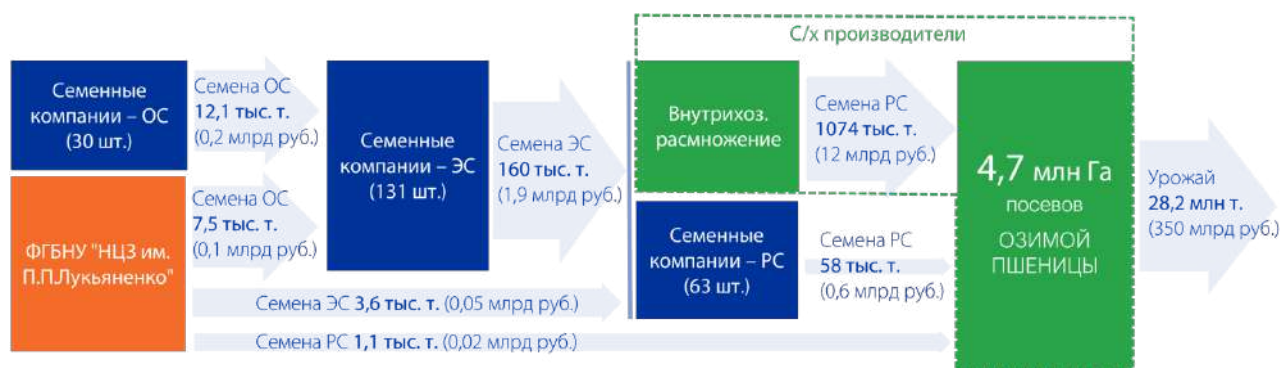 С/х производители
Семенные
компании – ОС
(30 шт.)
Семена ОС
12,1 тыс. т.
(0,2 млрд руб.)
ФГБНУ "НЦЗ им.
П.П.Лукьяненко"
Семена ОС
7,5 тыс. т.
(0,1 млрд руб.)
Семенные
компании – ЭС
(131 шт.)
Семена ЭС
160 тыс. т.
(1,9 млрд руб.)
Внутрихоз.
расмножение
Семена РС
1074 тыс. т.
(12 млрд руб.)
Семенные
компании – РС
(63 шт.)
Семена РС
58 тыс. т.
(0,6 млрд руб.)
4,7 млн Га
посевов
ОЗИМОЙ
ПШЕНИЦЫ
Урожай
28,2 млн т.
(350 млрд руб.)
Семена ЭС 3,6 тыс. т. (0,05 млрд руб.)
Семена РС 1,1 тыс. т. (0,02 млрд руб.)